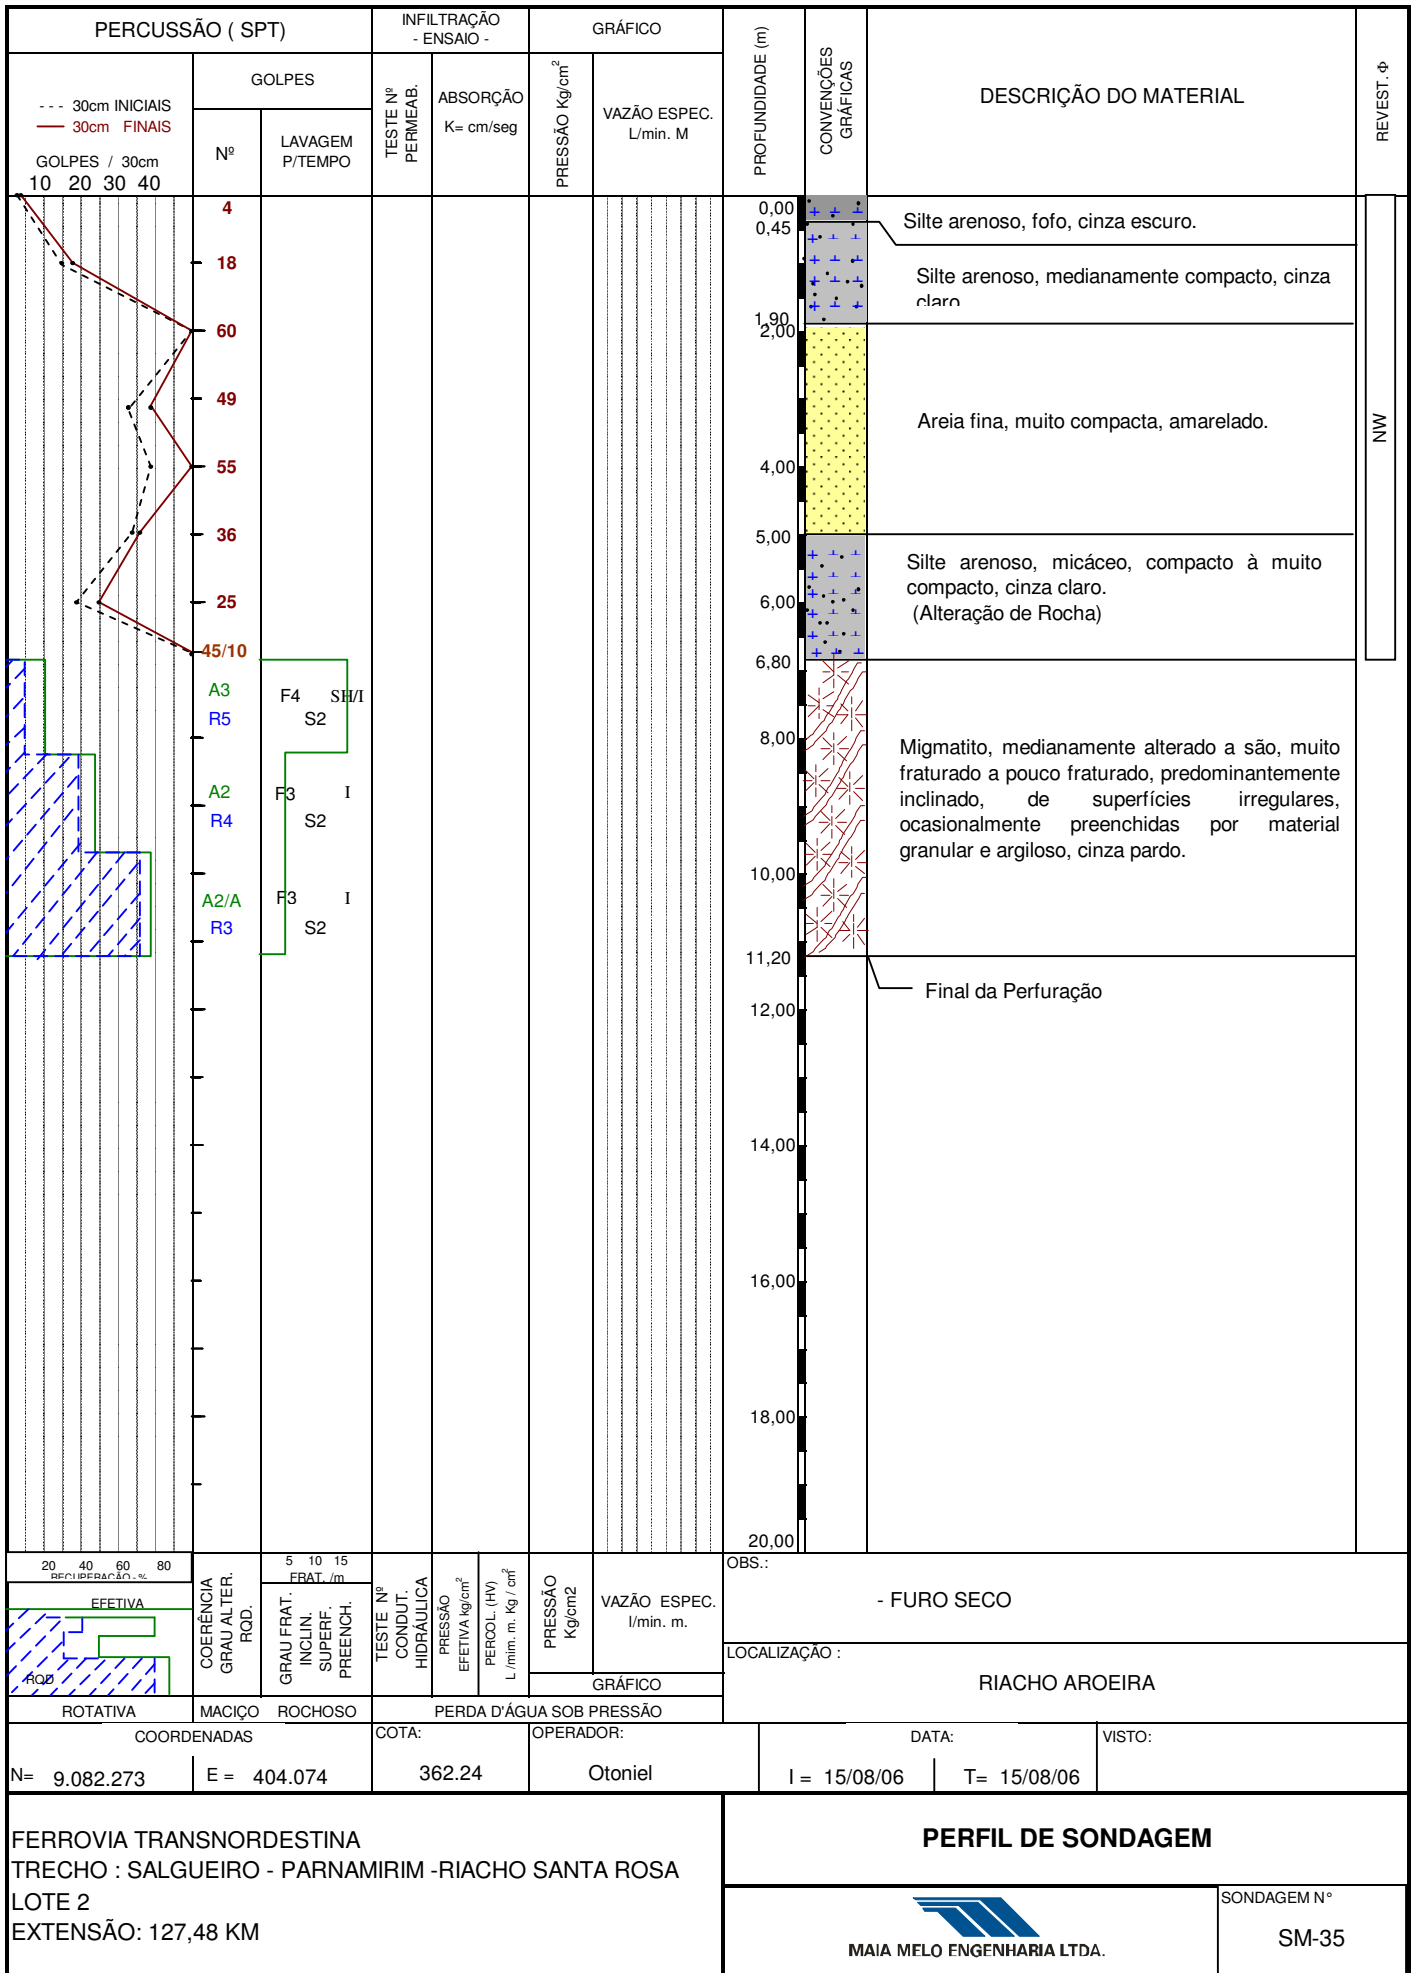 PERCUSSÃO ( SPT)
INFILTRAÇÃO
- ENSAIO -
GRÁFICO
PROFUNDIDADE (m)
CONVENÇÕES
GRÁFICAS
DESCRIÇÃO DO MATERIAL
REVEST. Φ
- - - 30cm INICIAIS
30cm FINAIS
GOLPES / 30cm
10 20 30 40
GOLPES
Nº
LAVAGEM
P/TEMPO
TESTE Nº
PERMEAB.
ABSORÇÃO
K= cm/seg
PRESSÃO Kg/cm²
VAZÃO ESPEC.
L/min. M
4
18
60
49
55
36
25
45/10
A3
R5
F4 SH/I
S2
A2
R4
F3 I
S2
A2/A
R3
F3 I
S2
0,00
0,45
1,90
2,00
4,00
5,00
6,00
6,80
8,00
10,00
11,20
12,00
14,00
16,00
18,00
20,00
Silte arenoso, fofo, cinza escuro.
Silte arenoso, medianamente compacto, cinza
claro
Areia fina, muito compacta, amarelado.
Silte arenoso, micáceo, compacto à muito
compacto, cinza claro.
(Alteração de Rocha)
Migmatito, medianamente alterado a são, muito
fraturado a pouco fraturado, predominantemente
inclinado, de superfícies irregulares,
ocasionalmente preenchidas por material
granular e argiloso, cinza pardo.
Final da Perfuração
NW
20 40 60 80
RECUPERAÇÃO - %
EFETIVA
RQD
ROTATIVA
COERÊNCIA
GRAU ALTER.
RQD.
5 10 15
FRAT. /m
GRAU FRAT.
INCLIN.
SUPERF.
PREENCH.
MACIÇO ROCHOSO
TESTE Nº
CONDUT.
HIDRÁULICA
PRESSÃO
EFETIVA kg/cm²
PERCOL. (HV)
L /min. m. Kg / cm²
PRESSÃO
Kg/cm2
VAZÃO ESPEC.
l/min. m.
GRÁFICO
PERDA D'ÁGUA SOB PRESSÃO
OBS.:
- FURO SECO
LOCALIZAÇÃO :
RIACHO AROEIRA
COORDENADAS
N= 9.082.273
E = 404.074
COTA:
362.24
OPERADOR:
Otoniel
DATA:
I = 15/08/06
T= 15/08/06
VISTO:
FERROVIA TRANSNORDESTINA
TRECHO : SALGUEIRO - PARNAMIRIM -RIACHO SANTA ROSA
LOTE 2
EXTENSÃO: 127,48 KM
PERFIL DE SONDAGEM
MAIA MELO ENGENHARIA LTDA.
SONDAGEM N°
SM-35